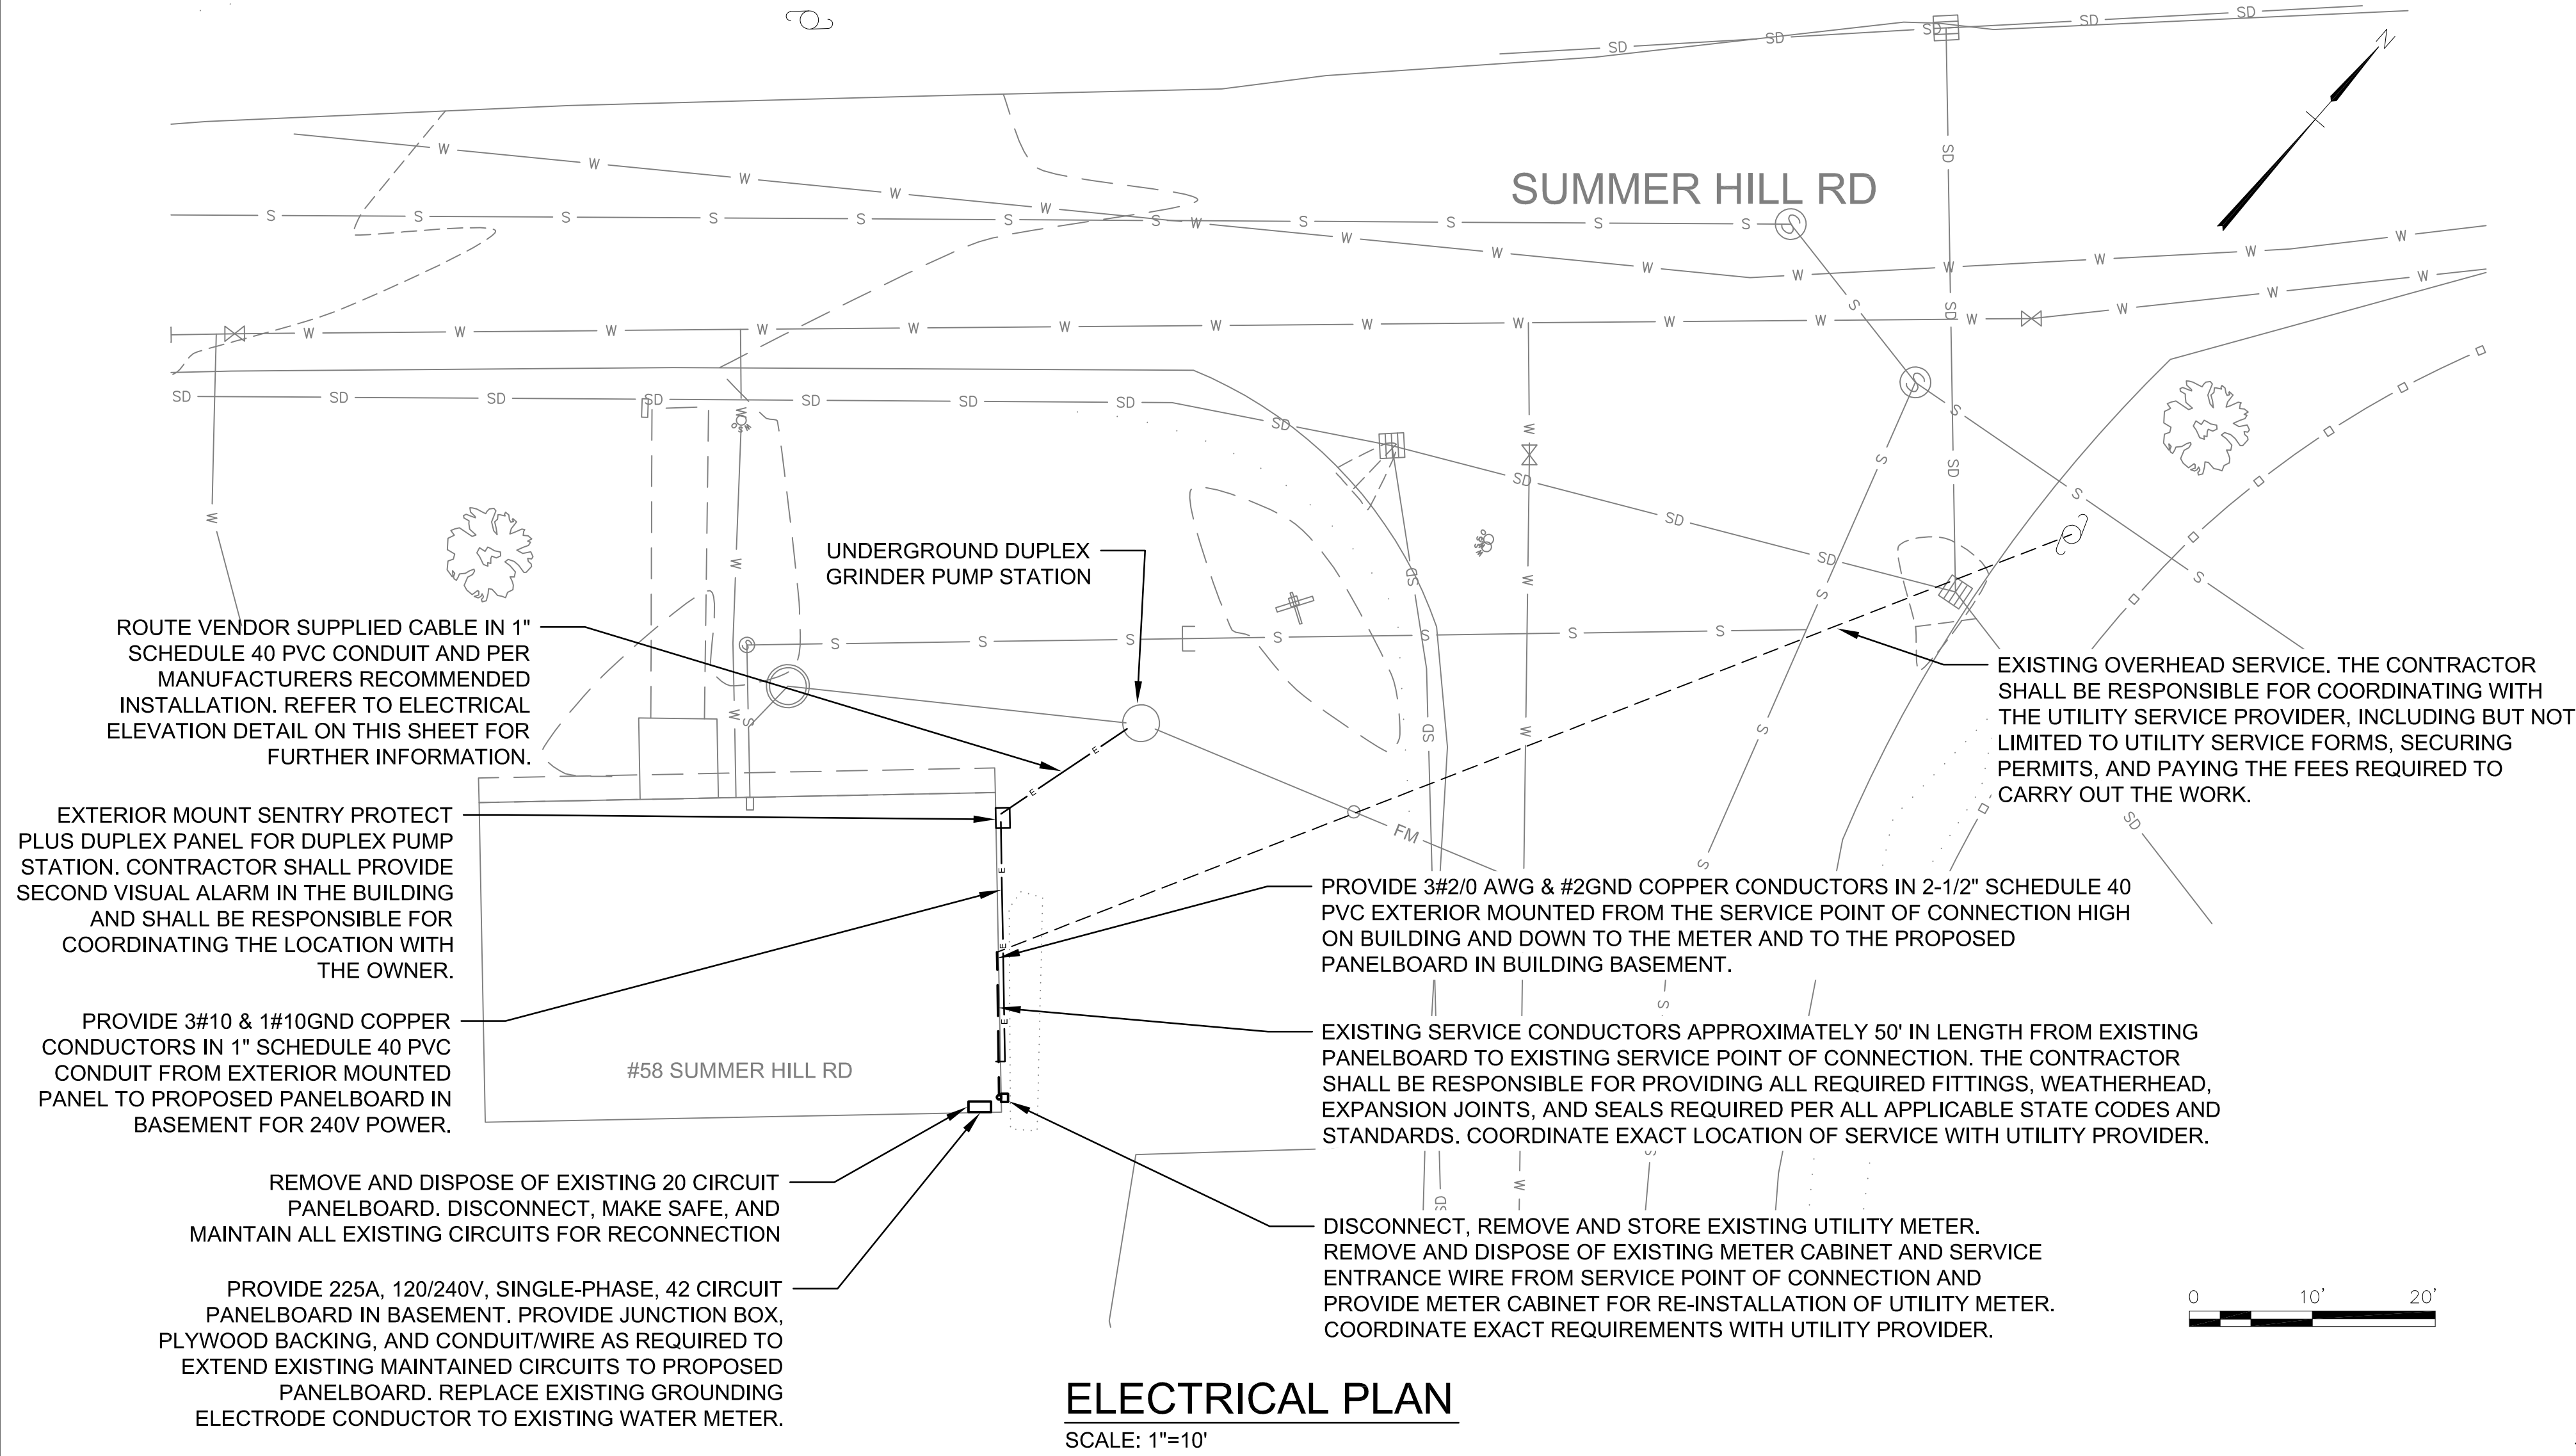 N
SUMMER HILL RD
UNDERGROUND DUPLEX
GRINDER PUMP STATION
ROUTE VENDOR SUPPLIED CABLE IN 1"
SCHEDULE 40 PVC CONDUIT AND PER
MANUFACTURERS RECOMMENDED
INSTALLATION. REFER TO ELECTRICAL
ELEVATION DETAIL ON THIS SHEET FOR
FURTHER INFORMATION.
EXISTING OVERHEAD SERVICE. THE CONTRACTOR
SHALL BE RESPONSIBLE FOR COORDINATING WITH
THE UTILITY SERVICE PROVIDER, INCLUDING BUT NOT
LIMITED TO UTILITY SERVICE FORMS, SECURING
PERMITS, AND PAYING THE FEES REQUIRED TO
CARRY OUT THE WORK.
EXTERIOR MOUNT SENTRY PROTECT
PLUS DUPLEX PANEL FOR DUPLEX PUMP
STATION. CONTRACTOR SHALL PROVIDE
SECOND VISUAL ALARM IN THE BUILDING
AND SHALL BE RESPONSIBLE FOR
COORDINATING THE LOCATION WITH
THE OWNER.
FM
PROVIDE 3#2/0 AWG & #2GND COPPER CONDUCTORS IN 2-1/2" SCHEDULE 40
PVC EXTERIOR MOUNTED FROM THE SERVICE POINT OF CONNECTION HIGH
ON BUILDING AND DOWN TO THE METER AND TO THE PROPOSED
PANELBOARD IN BUILDING BASEMENT.
PROVIDE 3#10 & 1#10GND COPPER
CONDUCTORS IN 1" SCHEDULE 40 PVC
CONDUIT FROM EXTERIOR MOUNTED
PANEL TO PROPOSED PANELBOARD IN
BASEMENT FOR 240V POWER.
#58 SUMMER HILL RD
EXISTING SERVICE CONDUCTORS APPROXIMATELY 50' IN LENGTH FROM EXISTING
PANELBOARD TO EXISTING SERVICE POINT OF CONNECTION. THE CONTRACTOR
SHALL BE RESPONSIBLE FOR PROVIDING ALL REQUIRED FITTINGS, WEATHERHEAD,
EXPANSION JOINTS, AND SEALS REQUIRED PER ALL APPLICABLE STATE CODES AND
STANDARDS. COORDINATE EXACT LOCATION OF SERVICE WITH UTILITY PROVIDER.
REMOVE AND DISPOSE OF EXISTING 20 CIRCUIT
PANELBOARD. DISCONNECT, MAKE SAFE, AND
MAINTAIN ALL EXISTING CIRCUITS FOR RECONNECTION
DISCONNECT, REMOVE AND STORE EXISTING UTILITY METER.
REMOVE AND DISPOSE OF EXISTING METER CABINET AND SERVICE
ENTRANCE WIRE FROM SERVICE POINT OF CONNECTION AND
PROVIDE METER CABINET FOR RE-INSTALLATION OF UTILITY METER.
COORDINATE EXACT REQUIREMENTS WITH UTILITY PROVIDER.
PROVIDE 225A, 120/240V, SINGLE-PHASE, 42 CIRCUIT
PANELBOARD IN BASEMENT. PROVIDE JUNCTION BOX,
PLYWOOD BACKING, AND CONDUIT/WIRE AS REQUIRED TO
EXTEND EXISTING MAINTAINED CIRCUITS TO PROPOSED
PANELBOARD. REPLACE EXISTING GROUNDING
ELECTRODE CONDUCTOR TO EXISTING WATER METER.
0 10' 20'
ELECTRICAL PLAN
SCALE: 1"=10'